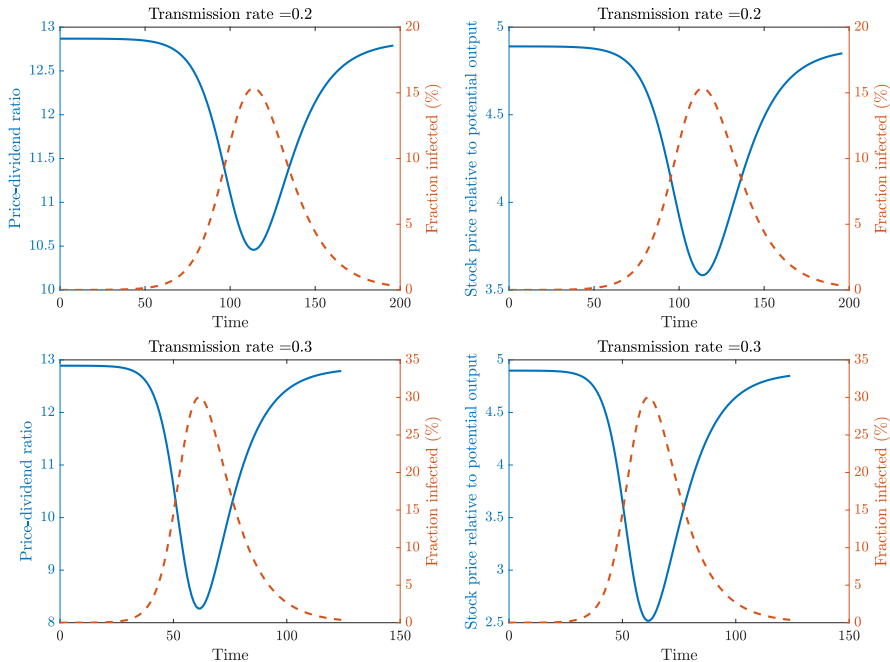 Transmission rate =0.2
13
12.5
12
11.5
11
10.5
10
Price-dividend ratio
20
15
10
5
0
Fraction infected (%)
0 50 100 150 200
Time
Transmission rate =0.2
5
4.5
4
3.5
Stock price relative to potential output
20
15
10
5
0
Fraction infected (%)
0 50 100 150 200
Time
Transmission rate =0.3
13
12
11
10
9
8
Price-dividend ratio
35
30
25
20
15
10
5
0
Fraction infected (%)
0 50 100 150
Time
Transmission rate =0.3
5
4.5
4
3.5
3
2.5
Stock price relative to potential output
35
30
25
20
15
10
5
0
Fraction infected (%)
0 50 100 150
Time